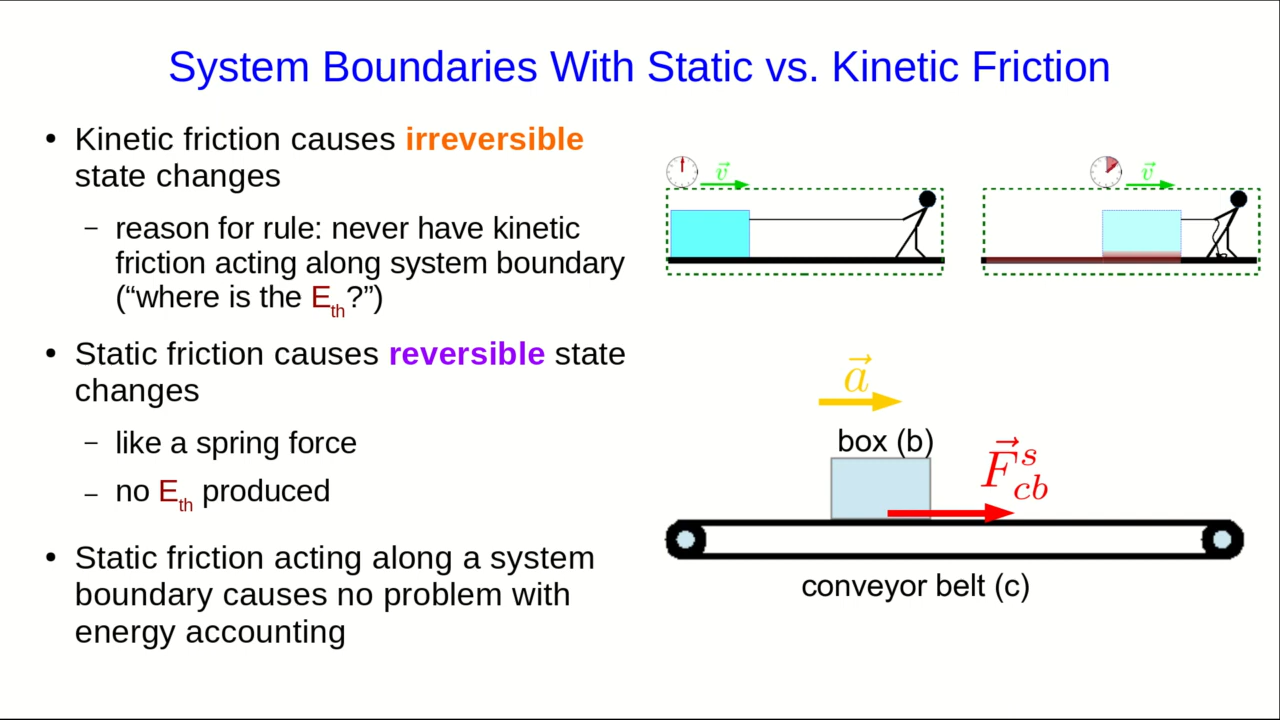 System Boundaries With Static vs. Kinetic Friction
• Kinetic friction causes irreversible
state changes
– reason for rule: never have kinetic
friction acting along system boundary
(“where is the E_th?”)
• Static friction causes reversible state
changes
– like a spring force
– no E_th produced
• Static friction acting along a system
boundary causes no problem with
energy accounting
v⃗
v⃗
a⃗
box (b)
F⃗^s_cb
conveyor belt (c)